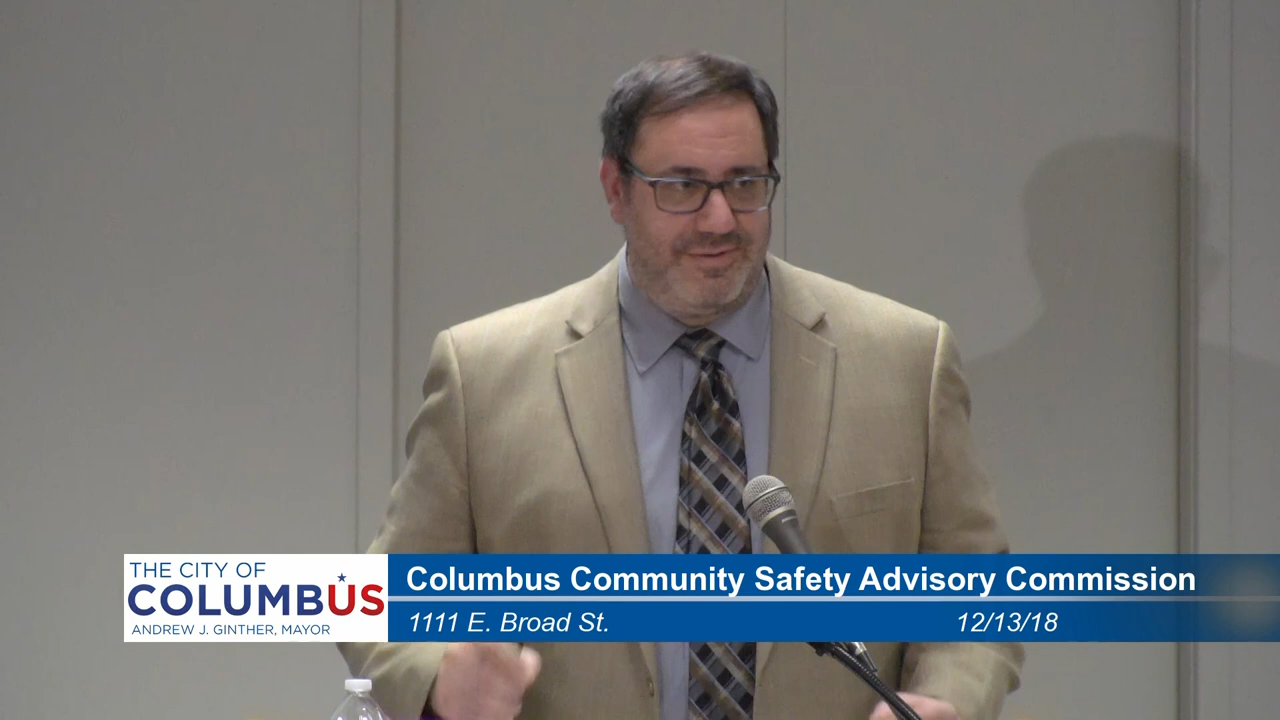 THE CITY OF
COLUMBUS
ANDREW J. GINTHER, MAYOR
Columbus Community Safety Advisory Commission
1111 E. Broad St.
12/13/18